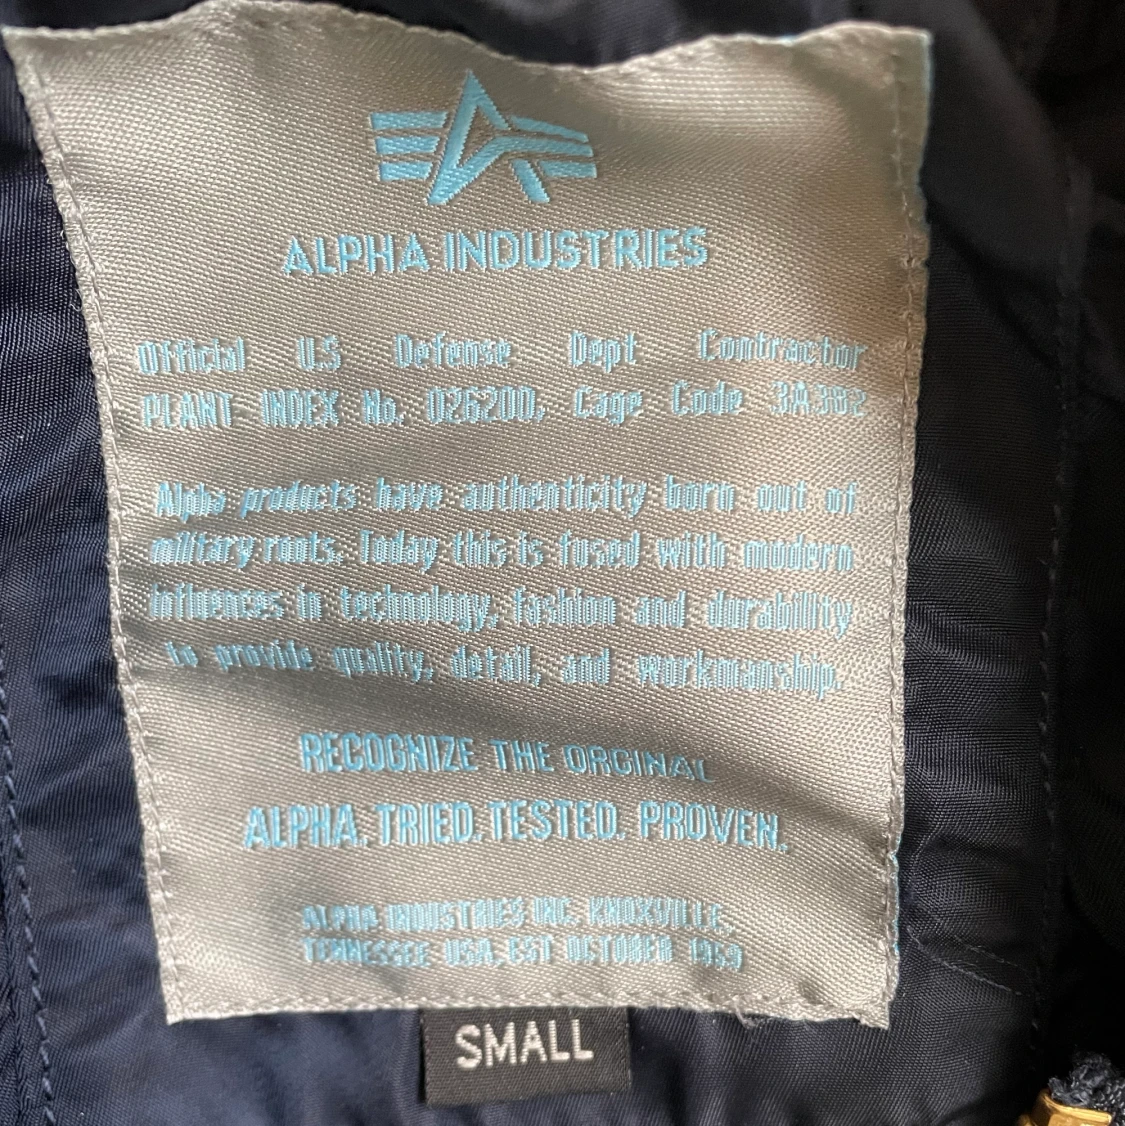 ALPHA INDUSTRIES
Official U.S Defense Dept Contractor
PLANT INDEX No. 026200. Cage Code 3A382
Alpha products have authenticity born out of
military roots. Today this is fused with modern
influences in technology, fashion and durability
to provide quality, detail, and workmanship.
RECOGNIZE THE ORGINAL
ALPHA. TRIED. TESTED. PROVEN.
ALPHA INDUSTRIES INC. KNOXVILLE,
TENNESSEE USA. EST OCTOBER 1959
SMALL